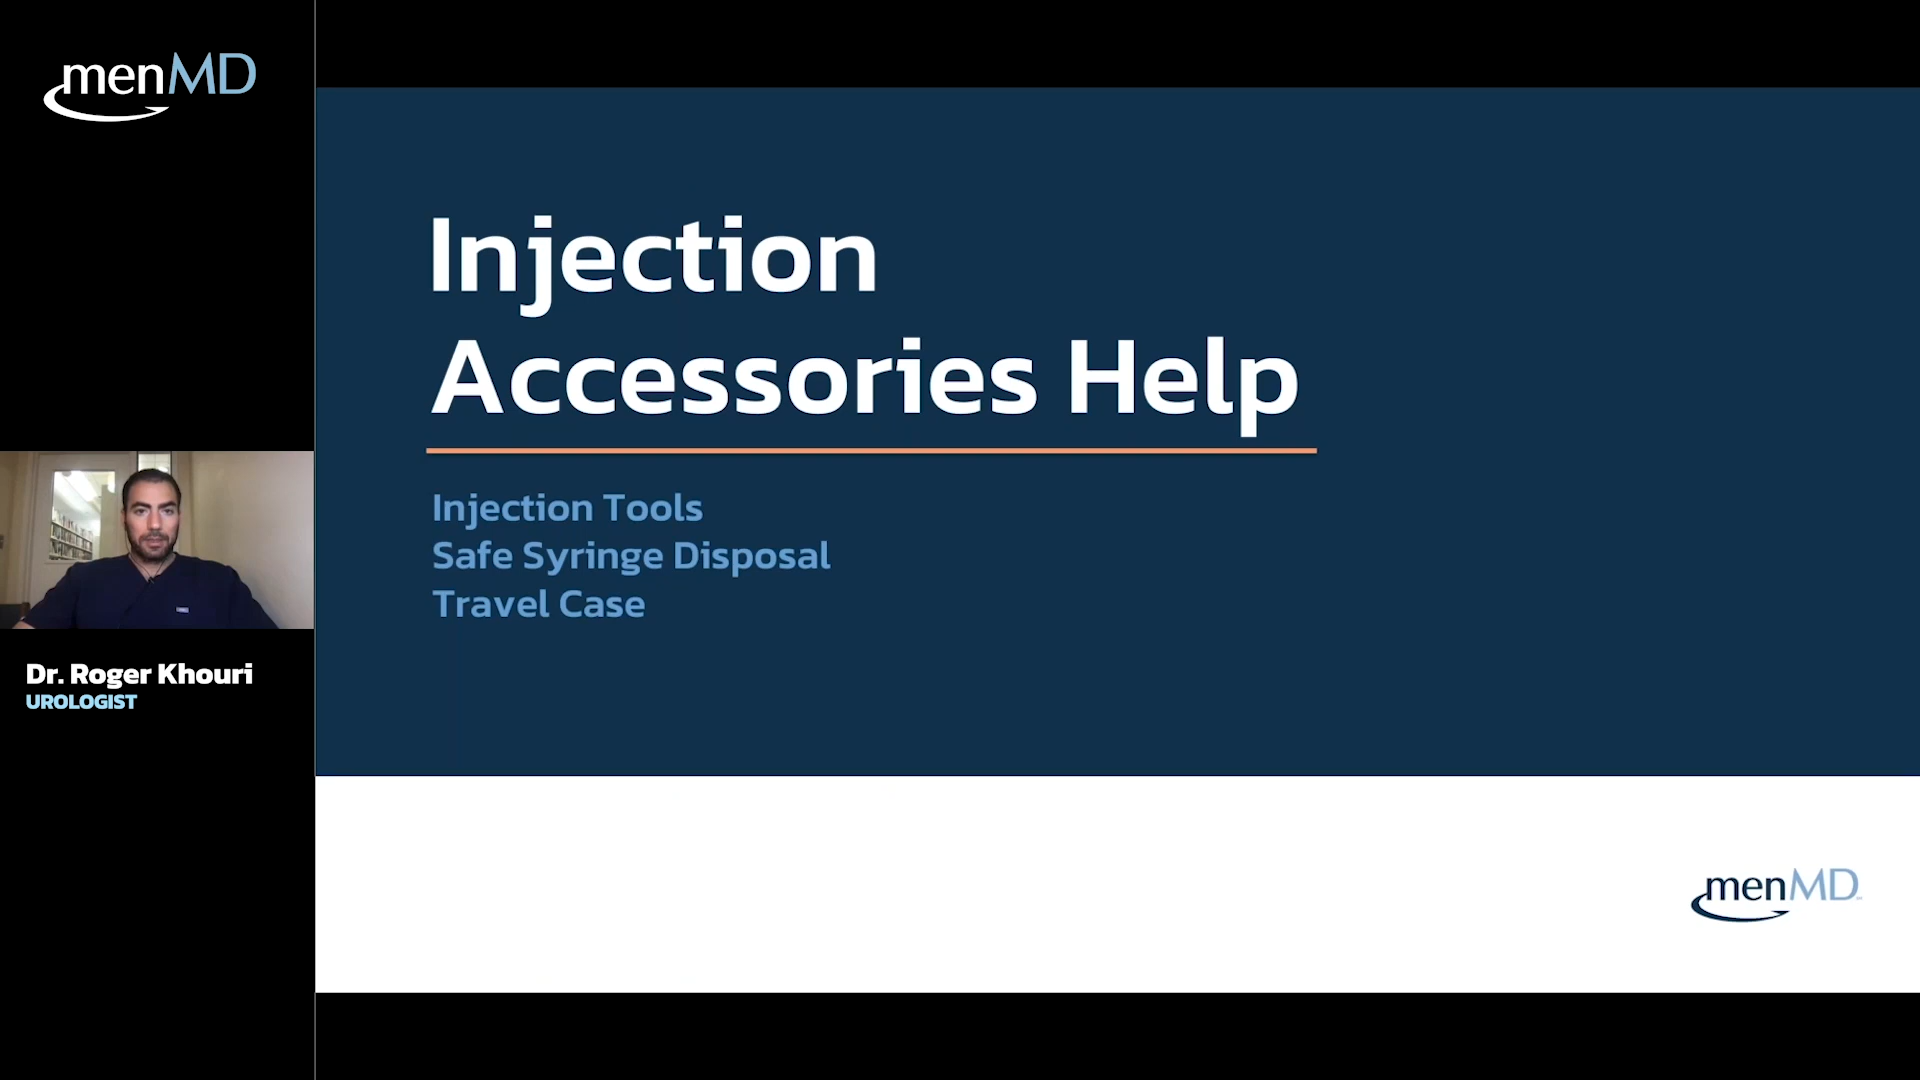 menMD
Injection
Accessories Help
Injection Tools
Safe Syringe Disposal
Travel Case
Dr. Roger Khouri
UROLOGIST
menMD